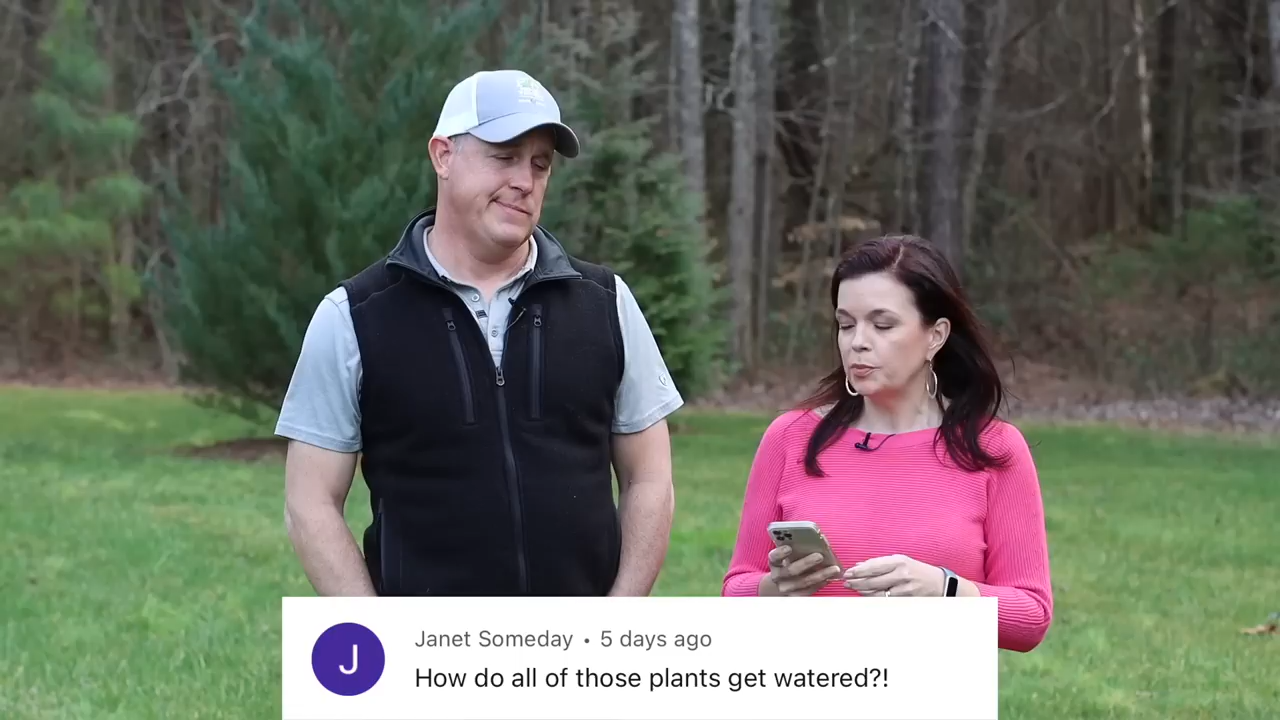 J
Janet Someday • 5 days ago
How do all of those plants get watered?!